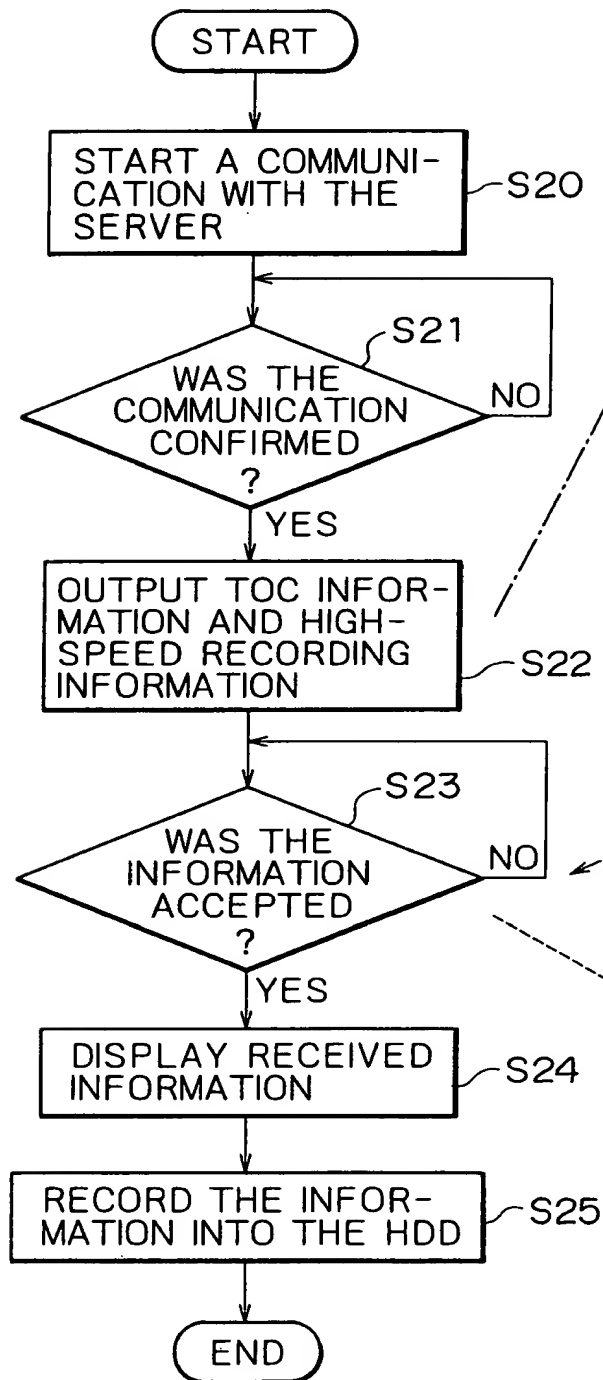 START
START A COMMUNI-
CATION WITH THE
SERVER
S20
S21
WAS THE
COMMUNICATION
CONFIRMED
?
NO
YES
OUTPUT TOC INFOR-
MATION AND HIGH-
SPEED RECORDING
INFORMATION
S22
S23
WAS THE
INFORMATION
ACCEPTED
?
NO
YES
DISPLAY RECEIVED
INFORMATION
S24
RECORD THE INFOR-
MATION INTO THE HDD
S25
END